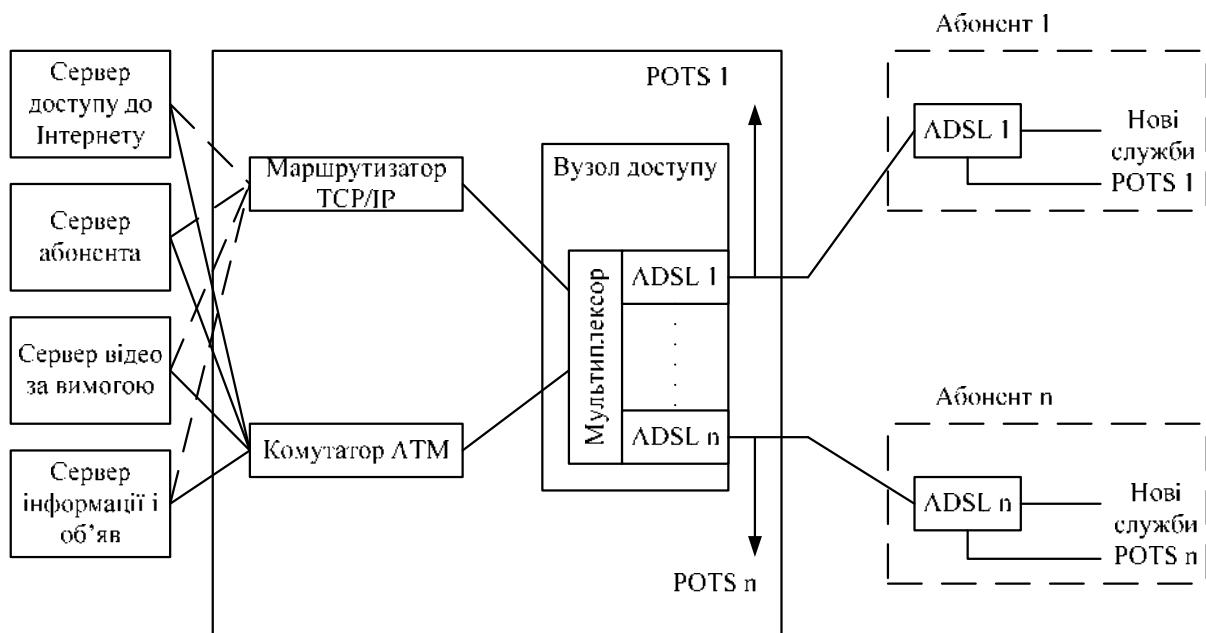 Сервер
доступу до
Інтернету
Сервер
абонента
Сервер відео
за вимогою
Сервер
інформації і
об’яв
Маршрутизатор
TCP/IP
Комутатор ATM
Вузол доступу
Мультиплексор
ADSL 1
ADSL n
POTS 1
POTS n
Абонент 1
ADSL 1
Нові
служби
POTS 1
Абонент n
ADSL n
Нові
служби
POTS n